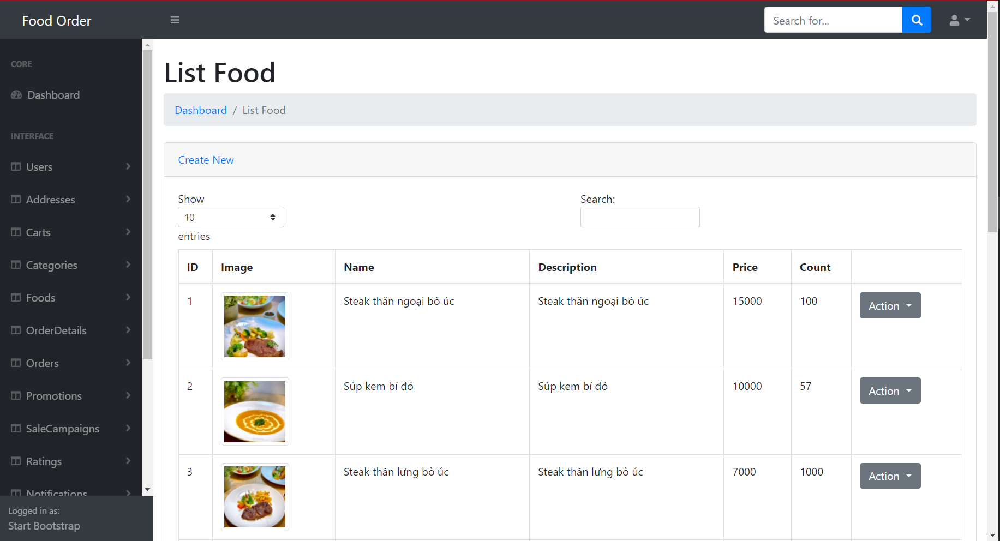 Food Order
Search for...
CORE
Dashboard
INTERFACE
Users
Addresses
Carts
Categories
Foods
OrderDetails
Orders
Promotions
SaleCampaigns
Ratings
Notifications
Logged in as:
Start Bootstrap
List Food
Dashboard / List Food
Create New
Show
10
entries
Search:
ID Image Name Description Price Count
1 Steak thăn ngoại bò úc Steak thăn ngoại bò úc 15000 100 Action
2 Súp kem bí đỏ Súp kem bí đỏ 10000 57 Action
3 Steak thăn lưng bò úc Steak thăn lưng bò úc 7000 1000 Action